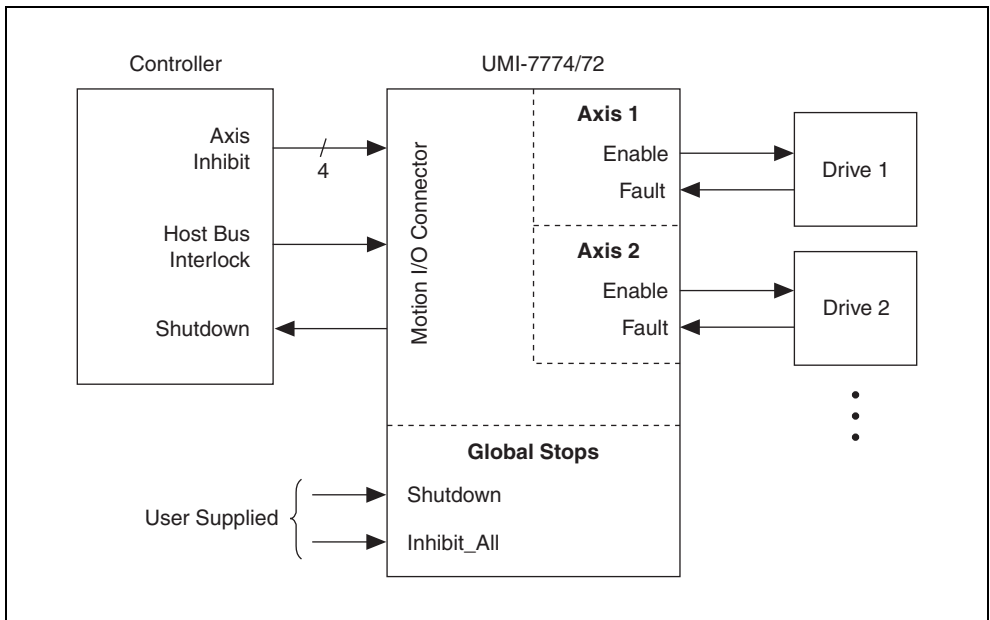 Controller
UMI-7774/72
Axis
Inhibit
4
Host Bus
Interlock
Shutdown
Motion I/O Connector
Axis 1
Enable
Fault
Axis 2
Enable
Fault
Drive 1
Drive 2
Global Stops
User Supplied
Shutdown
Inhibit_All